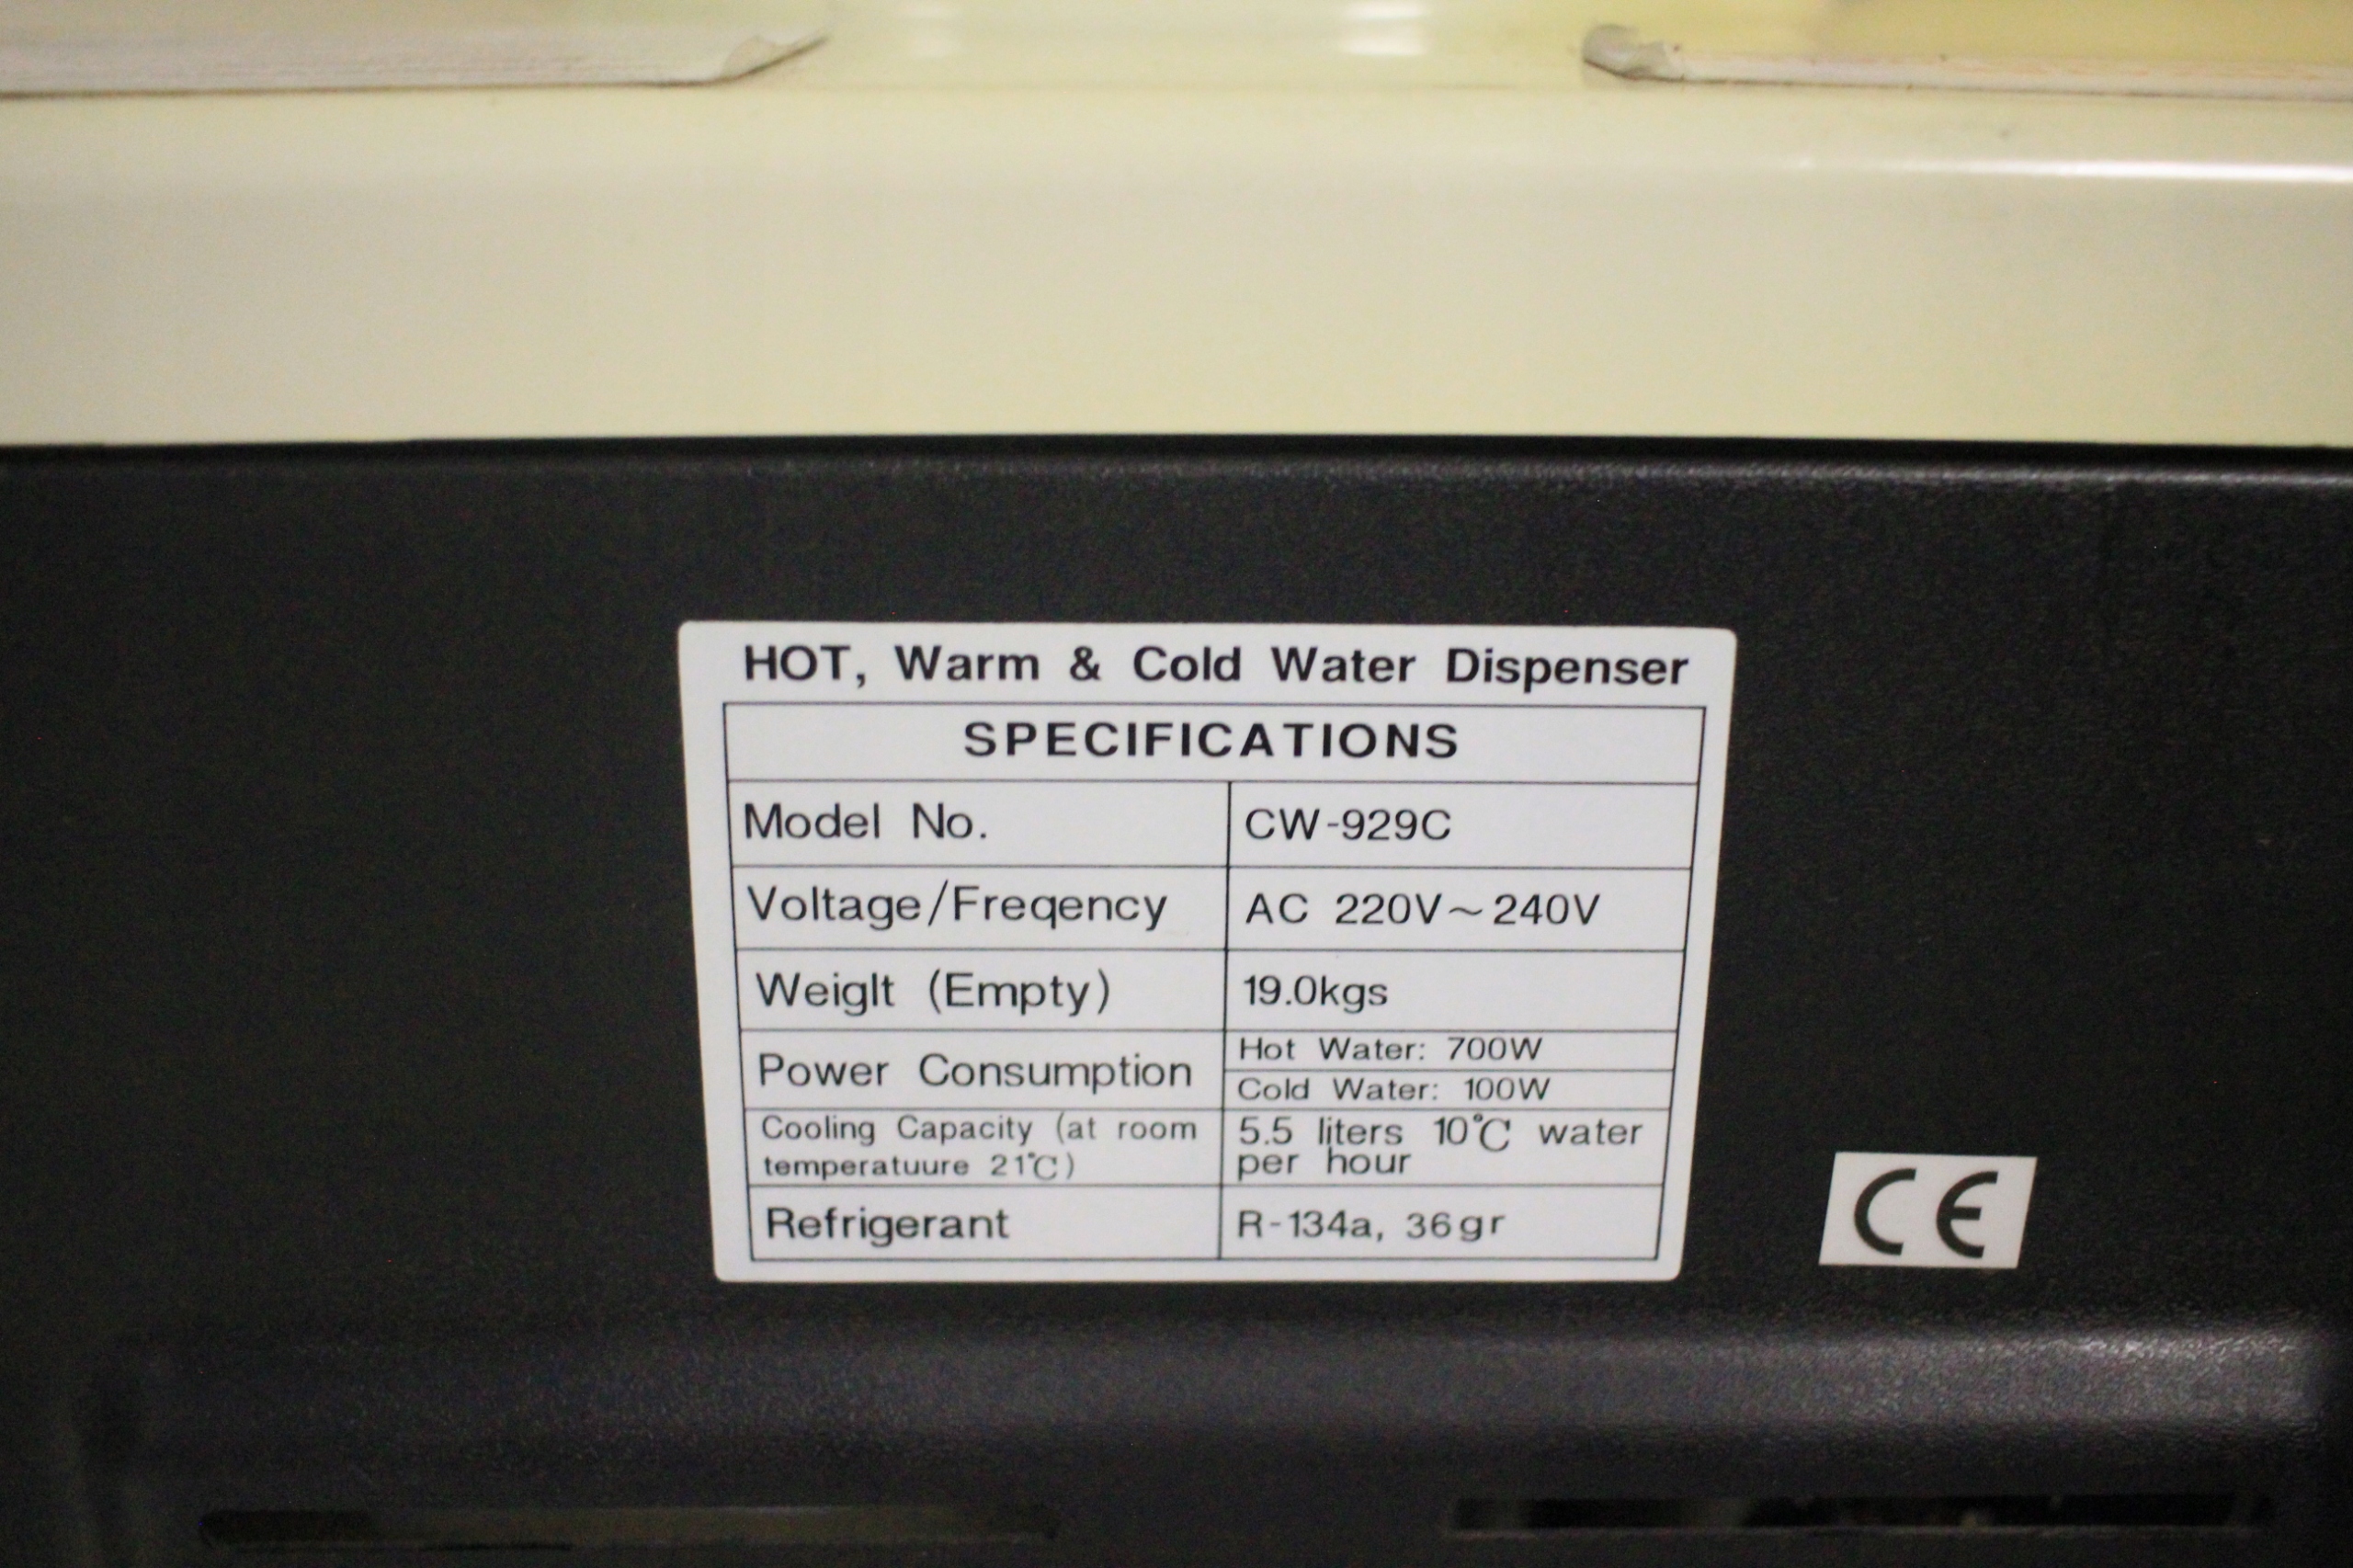 HOT, Warm & Cold Water Dispenser
SPECIFICATIONS
Model No. CW-929C
Voltage/Freqency AC 220V~240V
Weiglt (Empty) 19.0kgs
Power Consumption Hot Water: 700W
Cold Water: 100W
Cooling Capacity (at room 5.5 liters 10℃ water
temperatuure 21℃) per hour
Refrigerant R-134a, 36gr
CE